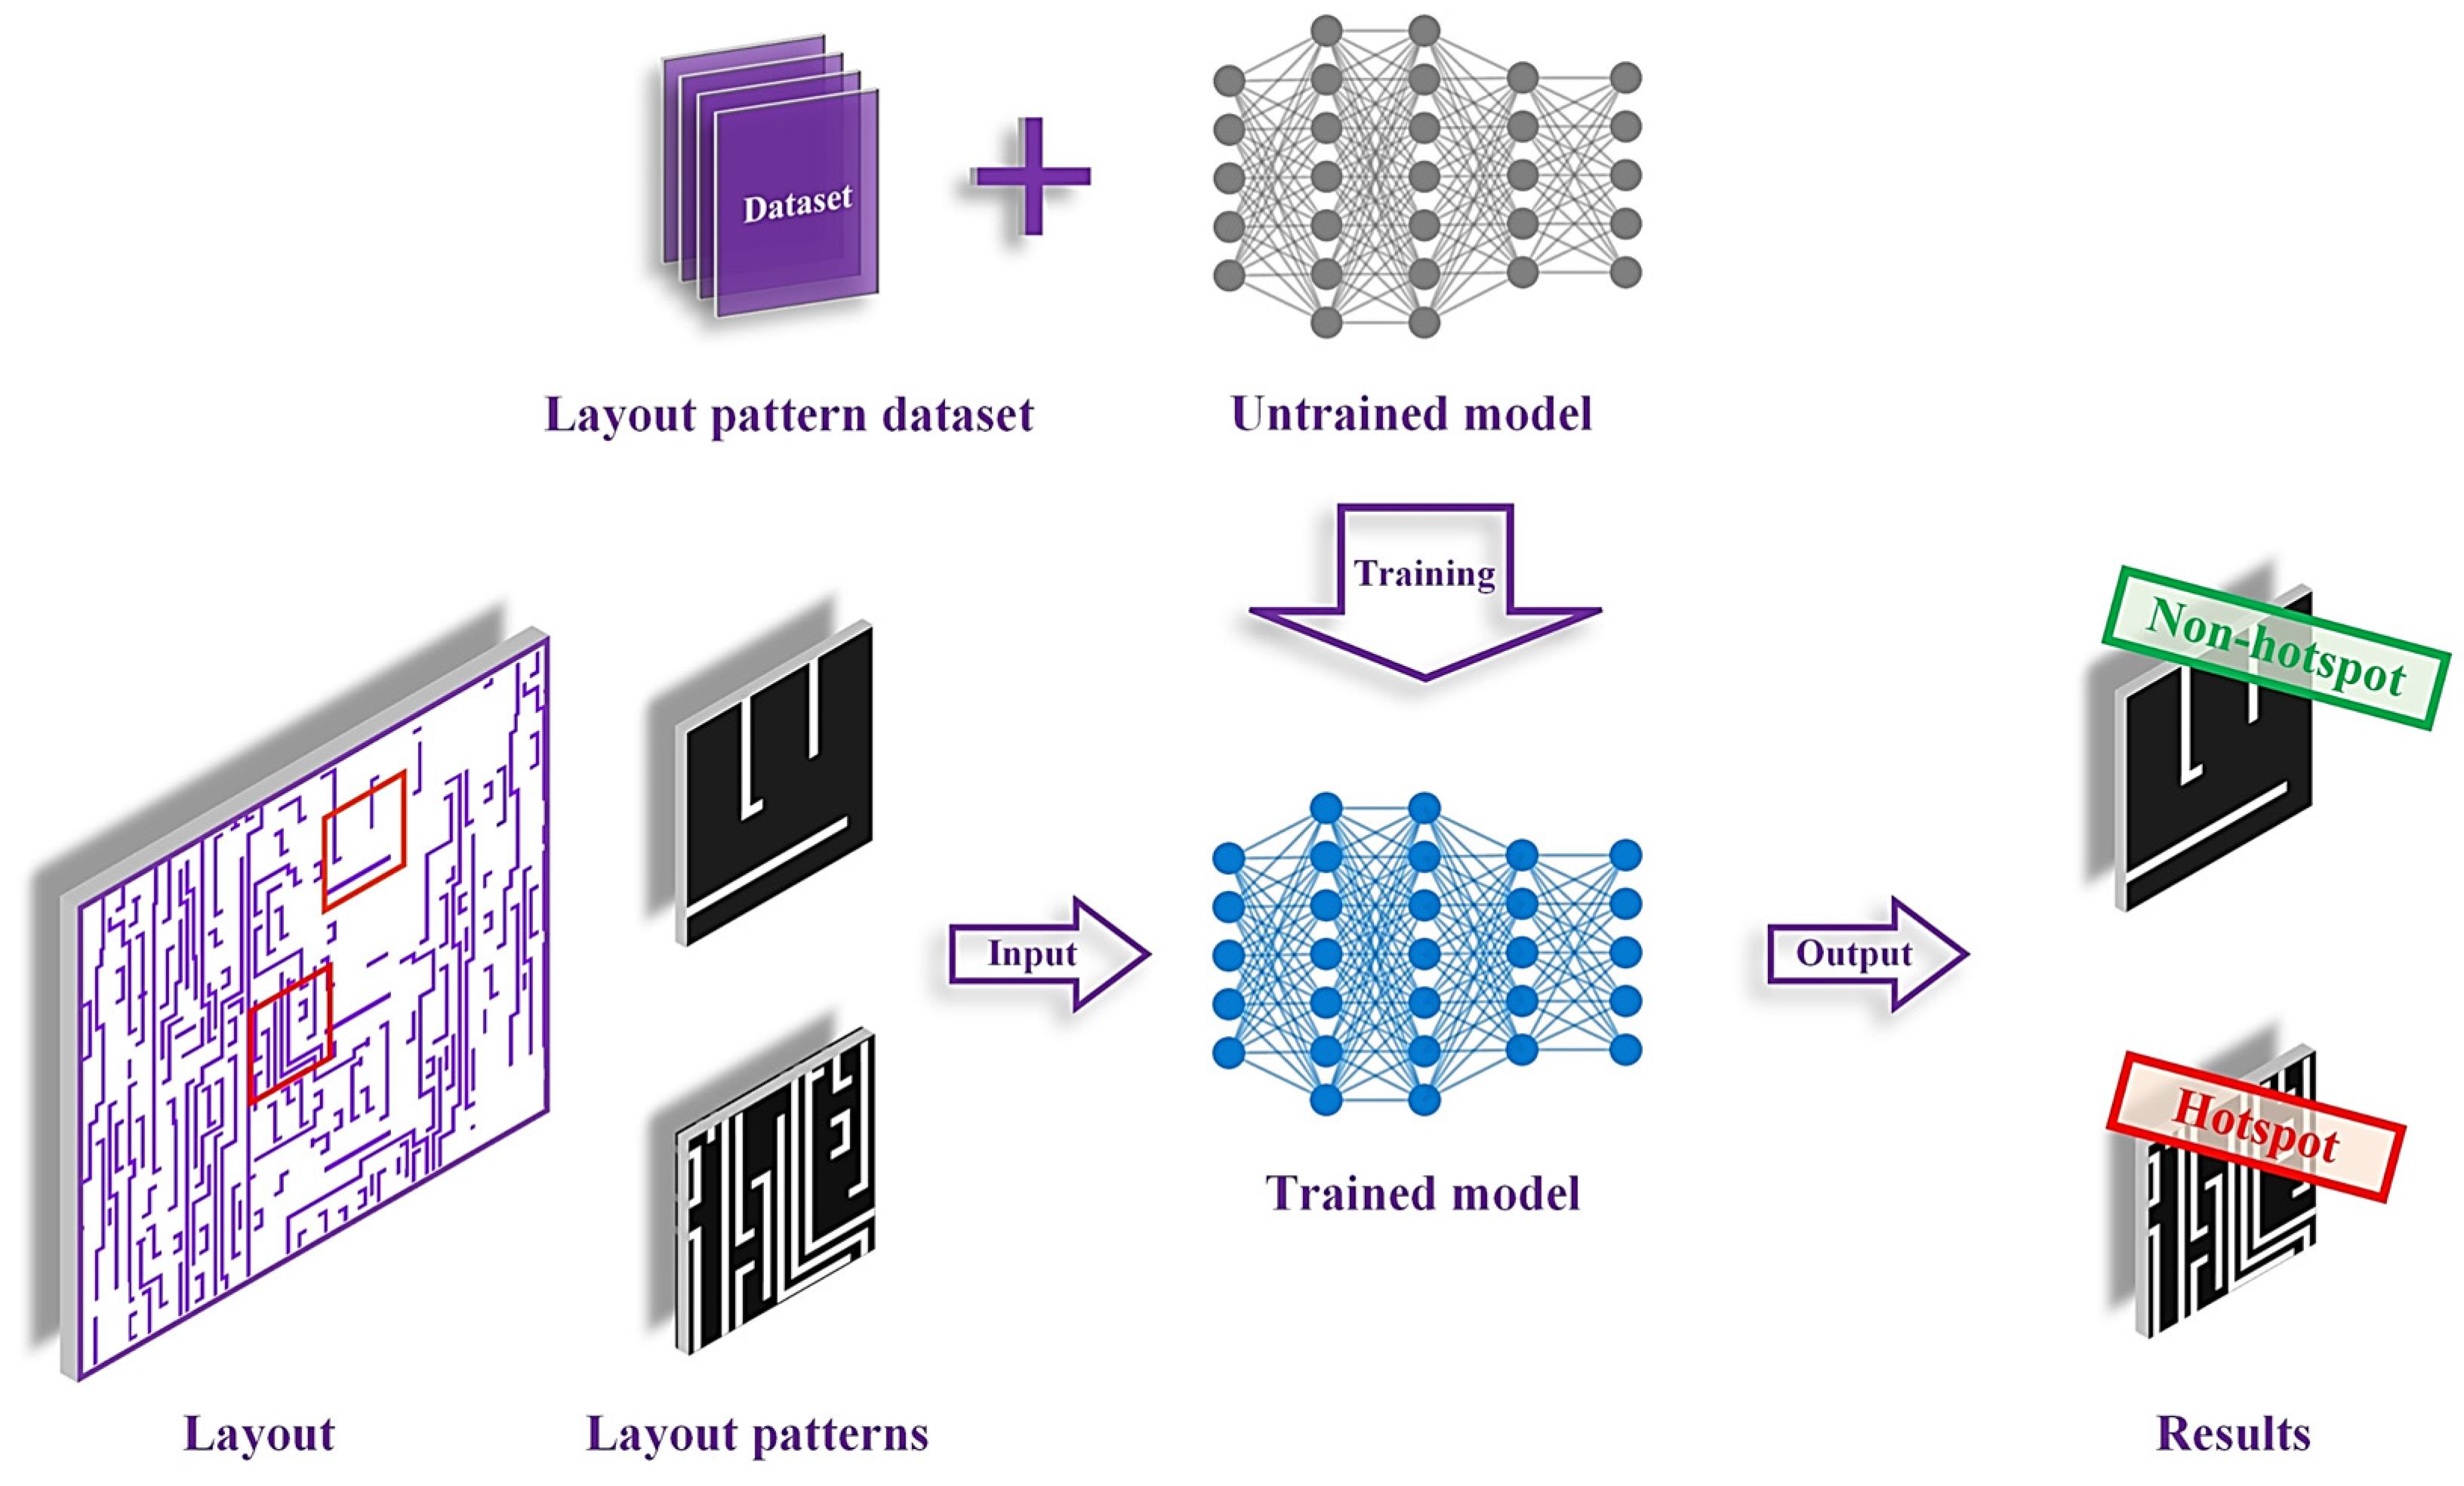 Dataset
Layout pattern dataset
Untrained model
Training
Non-hotspot
Input
Output
Hotspot
Trained model
Layout
Layout patterns
Results